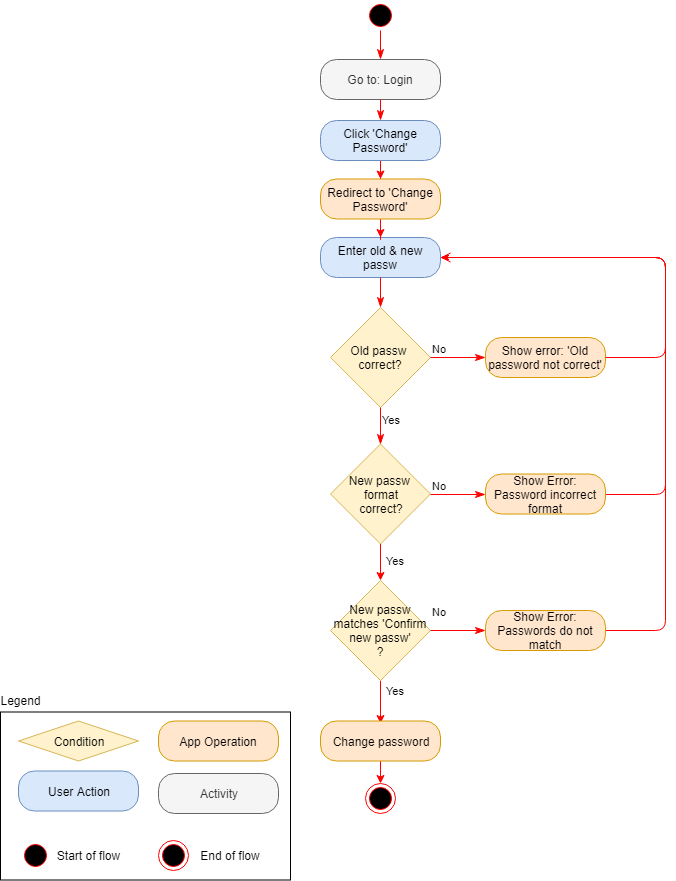 Go to: Login
Click 'Change
Password'
Redirect to 'Change
Password'
Enter old & new
passw
Old passw
correct?
No
Show error: 'Old
password not correct'
Yes
New passw
format
correct?
No
Show Error:
Password incorrect
format
Yes
New passw
matches 'Confirm
new passw'
?
No
Show Error:
Passwords do not
match
Yes
Change password
Legend
Condition
App Operation
User Action
Activity
Start of flow
End of flow